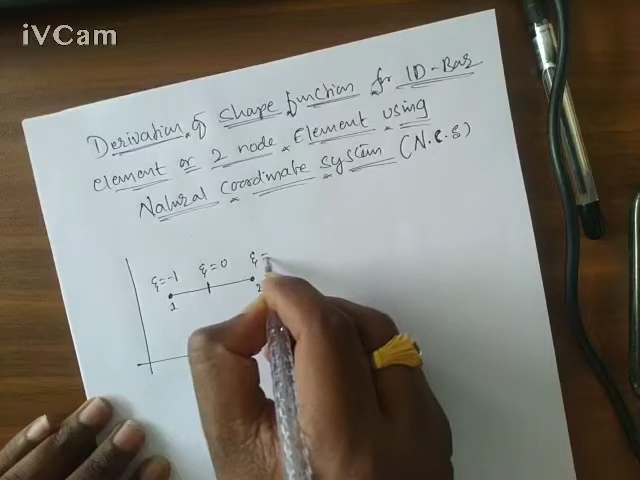 iVCam
Derivation of Shape function for 1D-Bar
element or 2 node Element using
Natural Coordinate system (N.C.S)
ξ=-1 ξ=0 ξ=
1 2